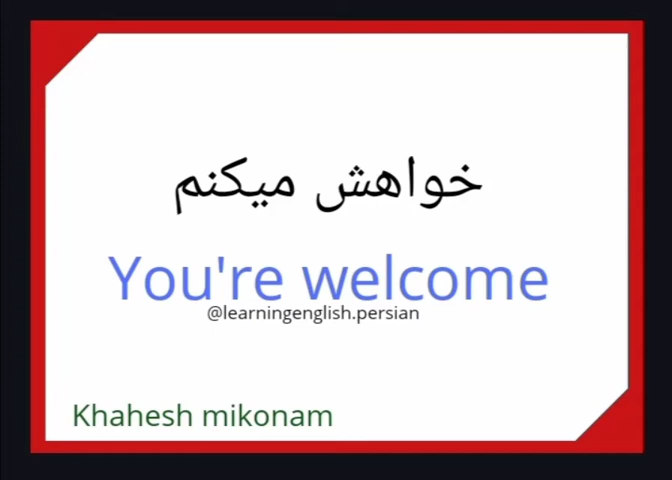 خواهش میکنم
You're welcome
@learningenglish.persian
Khahesh mikonam